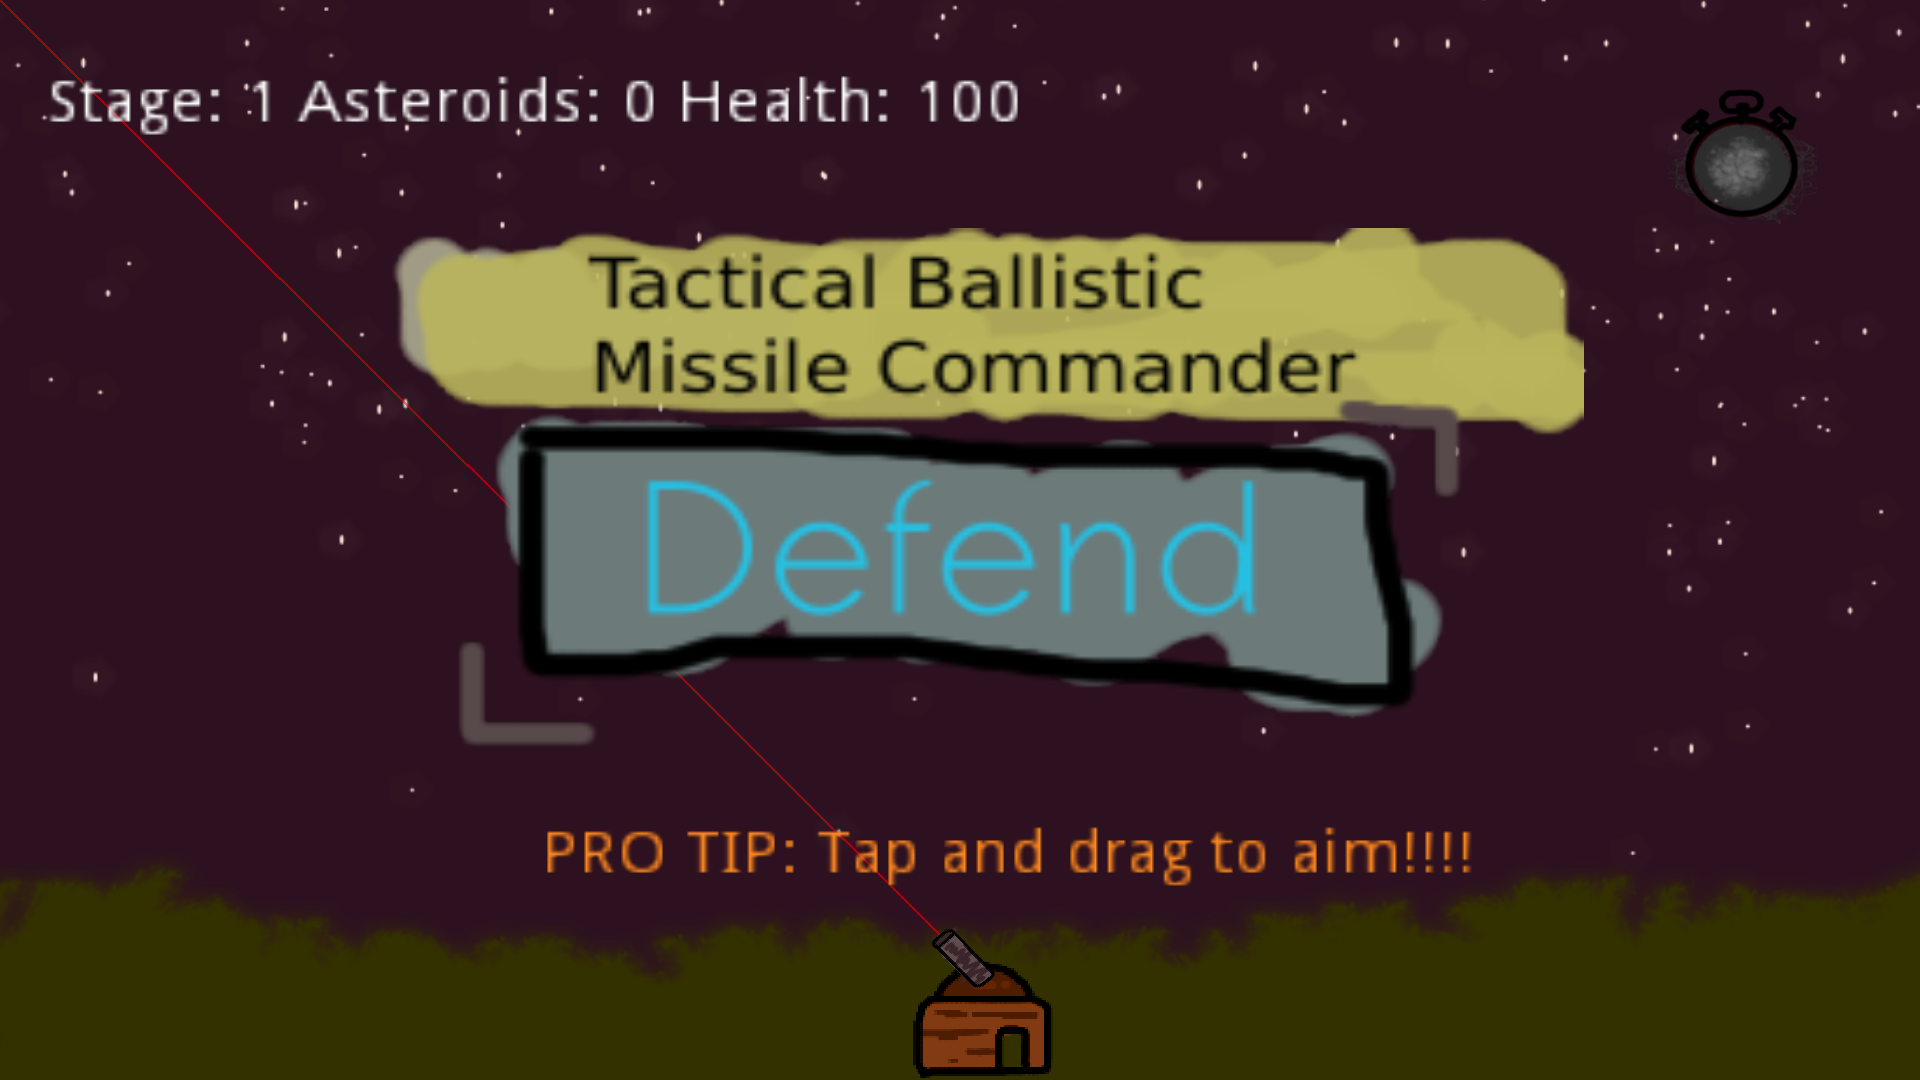 Stage: 1 Asteroids: 0 Health: 100
Tactical Ballistic
Missile Commander
Defend
PRO TIP: Tap and drag to aim!!!!